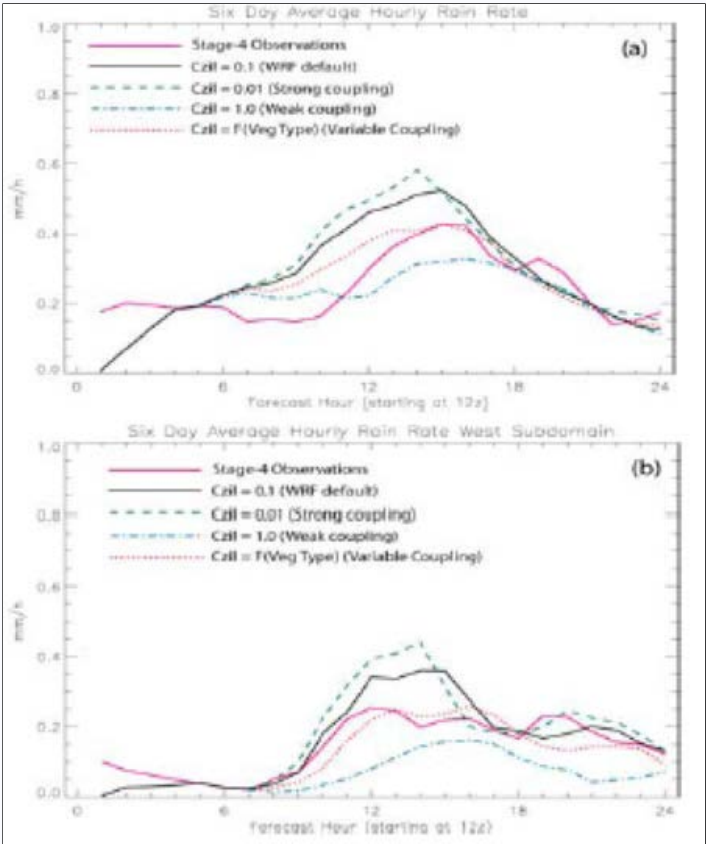 Six Day Average Hourly Rain Rate
1.0
(a)
Stage-4 Observations
Czil = 0.1 (WRF default)
0.8
Czil = 0.01 (Strong coupling)
Czil = 1.0 (Weak coupling)
Czil = F(Veg Type) (Variable Coupling)
0.6
mm/h
0.4
0.2
0.0
0 6 12 18 24
Forecast Hour (starting at 12z)
Six Day Average Hourly Rain Rate West Subdomain
1.0
(b)
Stage-4 Observations
Czil = 0.1 (WRF default)
0.8
Czil = 0.01 (Strong coupling)
Czil = 1.0 (Weak coupling)
Czil = F(Veg Type) (Variable Coupling)
0.6
mm/h
0.4
0.2
0.0
0 6 12 18 24
Forecast Hour (starting at 12z)